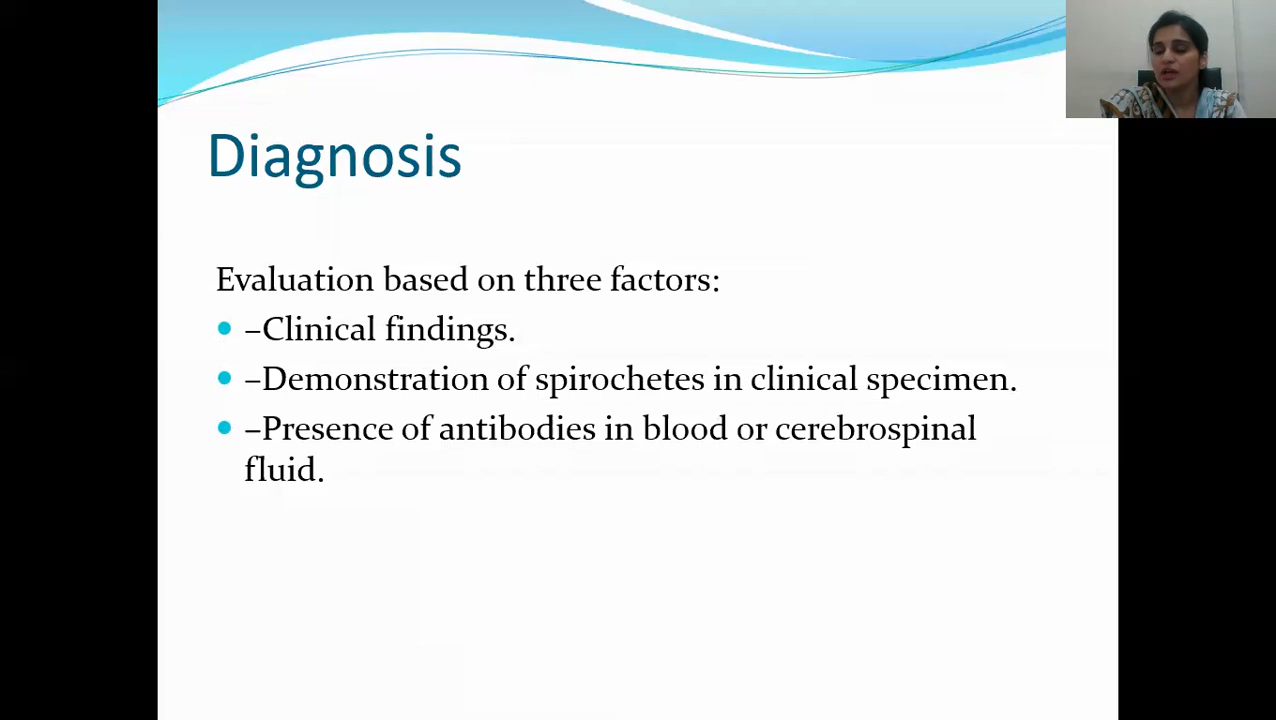 Diagnosis
Evaluation based on three factors:
• –Clinical findings.
• –Demonstration of spirochetes in clinical specimen.
• –Presence of antibodies in blood or cerebrospinal
fluid.